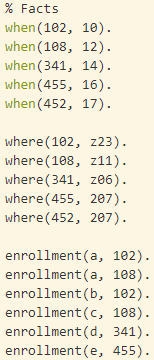 % Facts
when(102, 10).
when(108, 12).
when(341, 14).
when(455, 16).
when(452, 17).

where(102, z23).
where(108, z11).
where(341, z06).
where(455, 207).
where(452, 207).

enrollment(a, 102).
enrollment(a, 108).
enrollment(b, 102).
enrollment(c, 108).
enrollment(d, 341).
enrollment(e, 455).